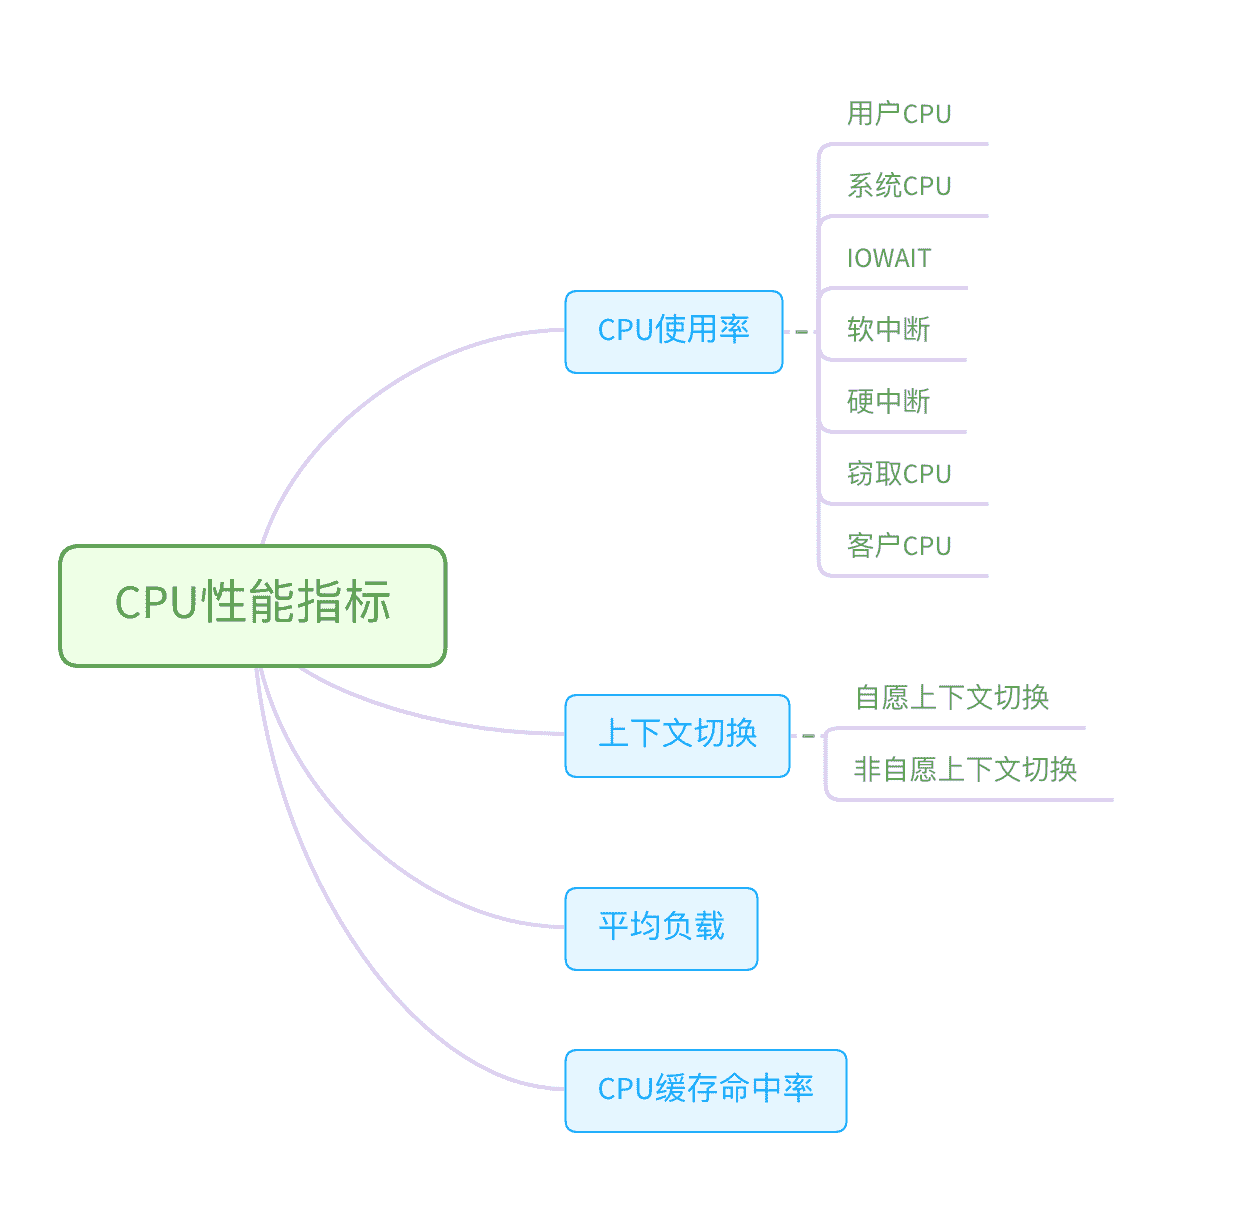 CPU性能指标
CPU使用率
用户CPU
系统CPU
IOWAIT
软中断
硬中断
窃取CPU
客户CPU
上下文切换
自愿上下文切换
非自愿上下文切换
平均负载
CPU缓存命中率